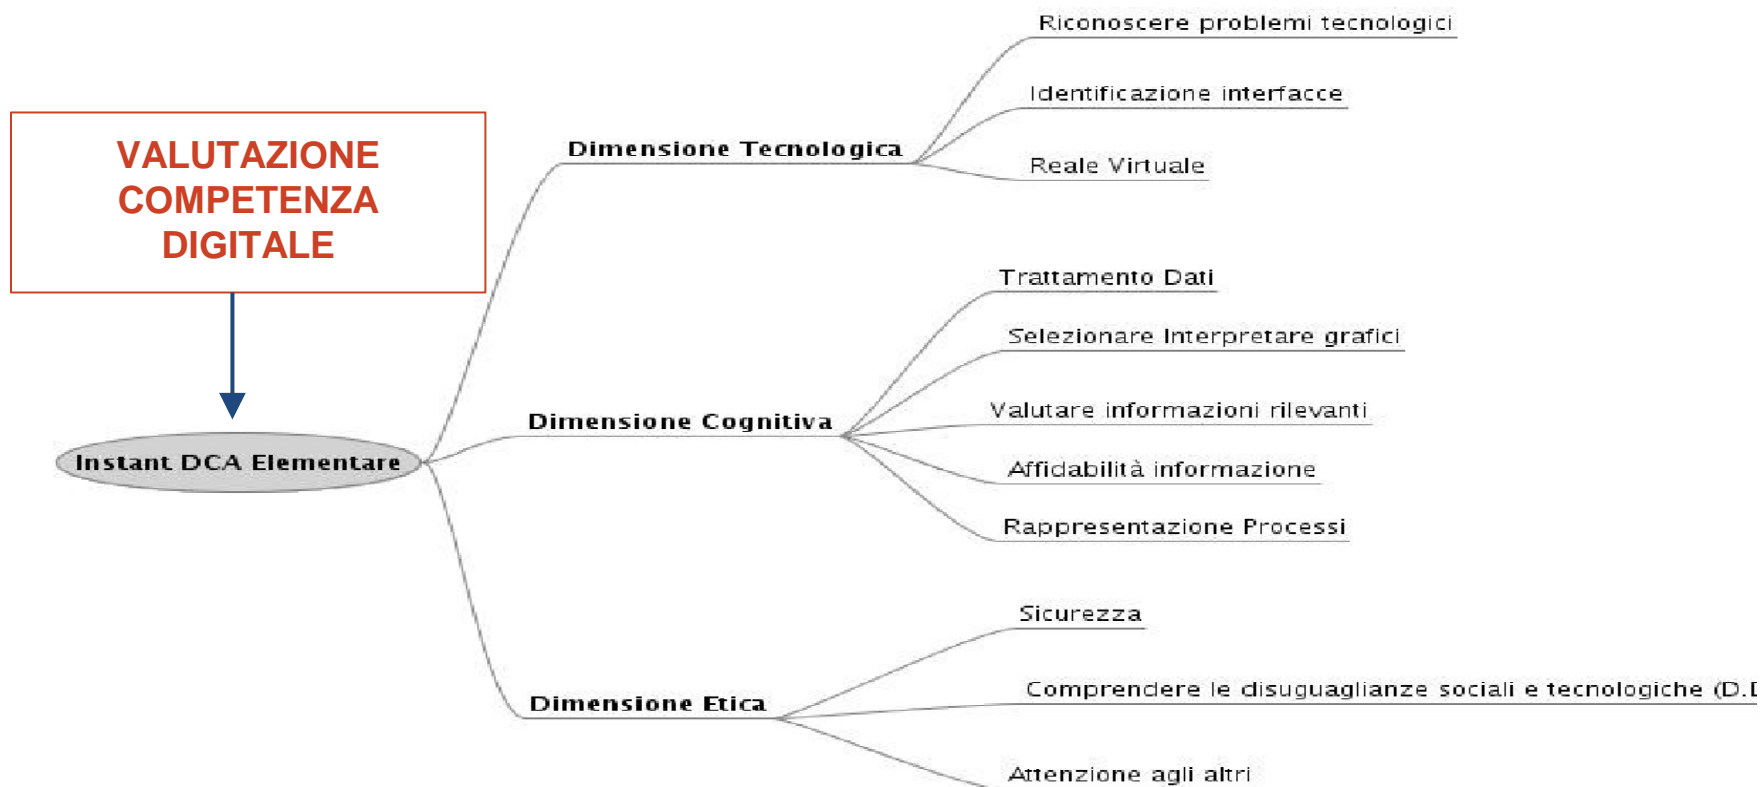 VALUTAZIONE
COMPETENZA
DIGITALE
Instant DCA Elementare
Dimensione Tecnologica
Riconoscere problemi tecnologici
Identificazione interfacce
Reale Virtuale
Dimensione Cognitiva
Trattamento Dati
Selezionare Interpretare grafici
Valutare informazioni rilevanti
Affidabilità informazione
Rappresentazione Processi
Dimensione Etica
Sicurezza
Comprendere le disuguaglianze sociali e tecnologiche
Attenzione agli altri